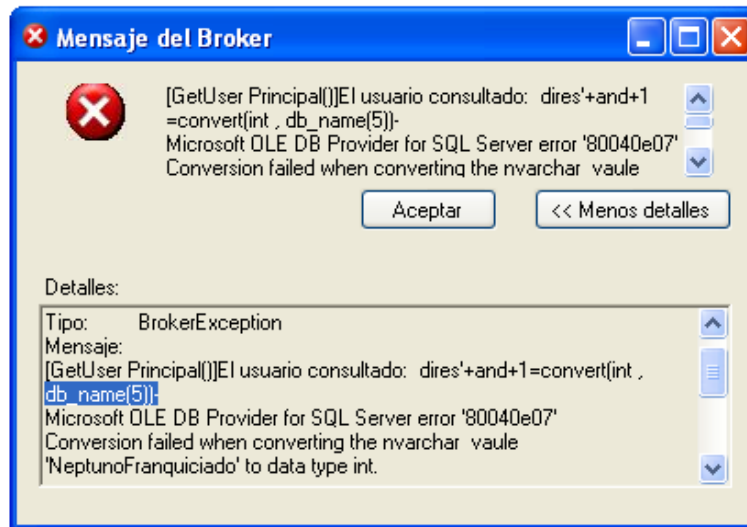 Mensaje del Broker
[GetUser Principal()]El usuario consultado:  dires'+and+1
=convert(int , db_name(5))-
Microsoft OLE DB Provider for SQL Server error '80040e07'
Conversion failed when converting the nvarchar  vaule
Aceptar
<< Menos detalles
Detalles:
Tipo:        BrokerException
Mensaje:
[GetUser Principal()]El usuario consultado:  dires'+and+1=convert(int ,
db_name(5))-
Microsoft OLE DB Provider for SQL Server error '80040e07'
Conversion failed when converting the nvarchar  vaule
'NeptunoFranquiciado' to data type int.